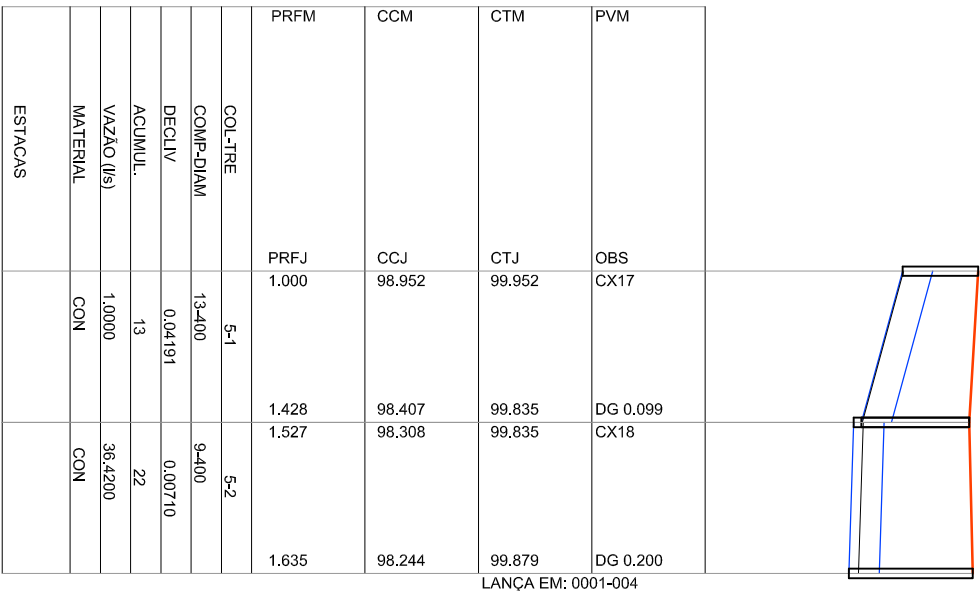 PRFM CCM CTM PVM
ESTACAS
MATERIAL
VAZÃO (l/s)
ACUMUL.
DECLIV
COMP-DIAM
COL-TRE
PRFJ CCJ CTJ OBS
1.000 98.952 99.952 CX17
CON
1.0000
13
0.04191
13-400
5-1
1.428 98.407 99.835 DG 0.099
1.527 98.308 99.835 CX18
CON
36.4200
22
0.00710
9-400
5-2
1.635 98.244 99.879 DG 0.200
LANÇA EM: 0001-004